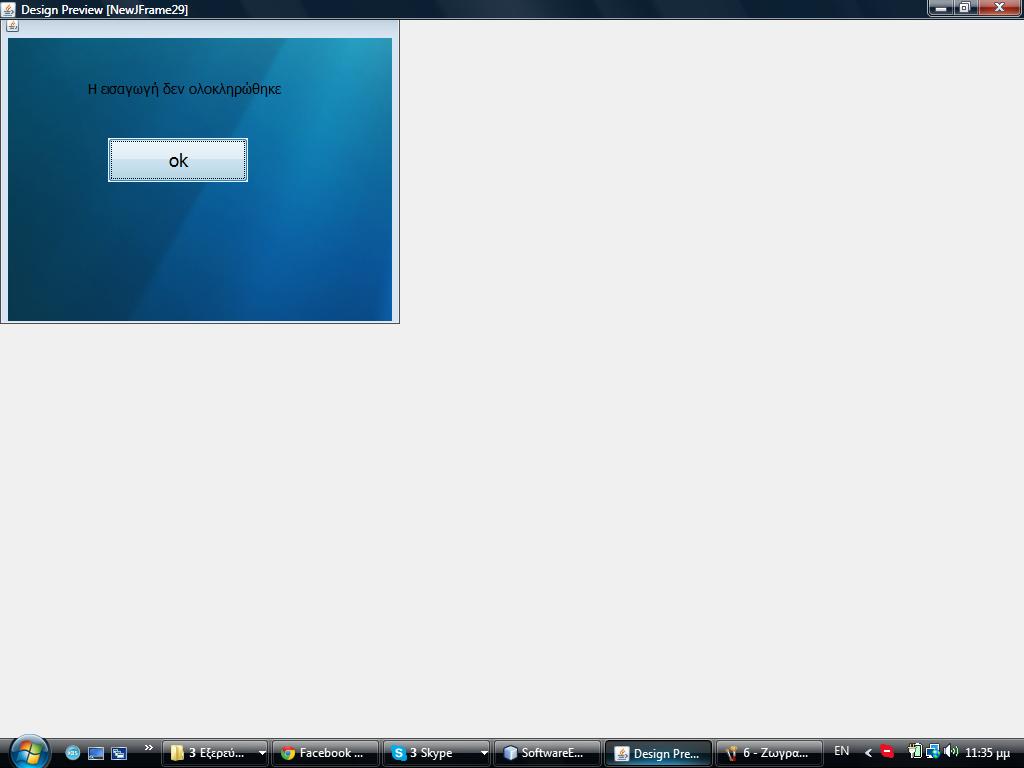 Design Preview [NewJFrame29]
Η εισαγωγή δεν ολοκληρώθηκε
ok
» 3 Εξερεύ... Facebook ... 3 Skype SoftwareE... Design Pre... 6 - Ζωγρα... EN < 11:35 μμ